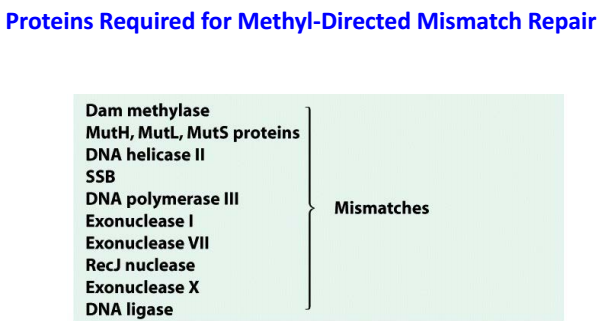 Proteins Required for Methyl-Directed Mismatch Repair
Dam methylase
MutH, MutL, MutS proteins
DNA helicase II
SSB
DNA polymerase III
Exonuclease I
Exonuclease VII
RecJ nuclease
Exonuclease X
DNA ligase
Mismatches